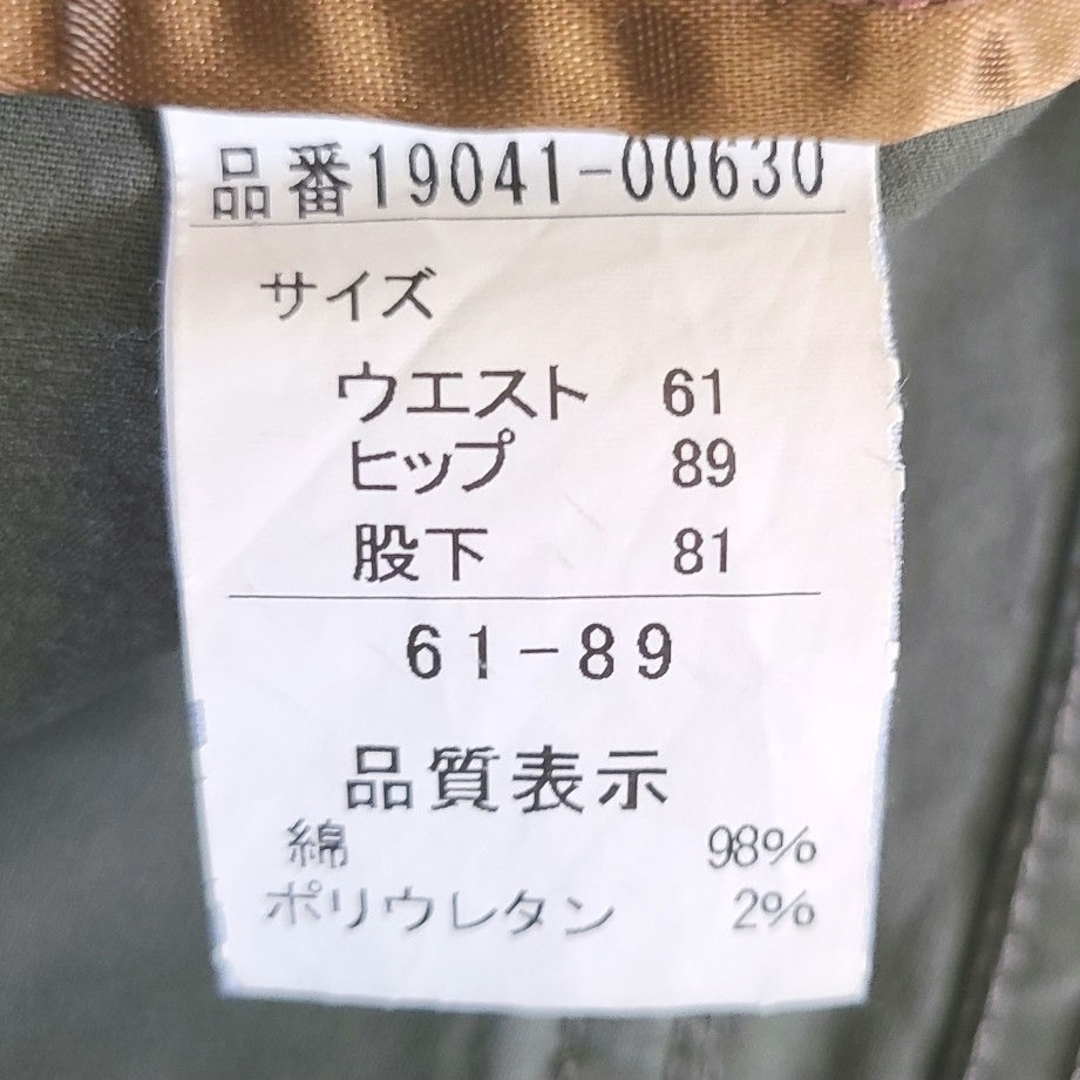 品番19041-00630
サイズ
ウエスト 61
ヒップ 89
股下 81
61-89
品質表示
綿 98%
ポリウレタン 2%